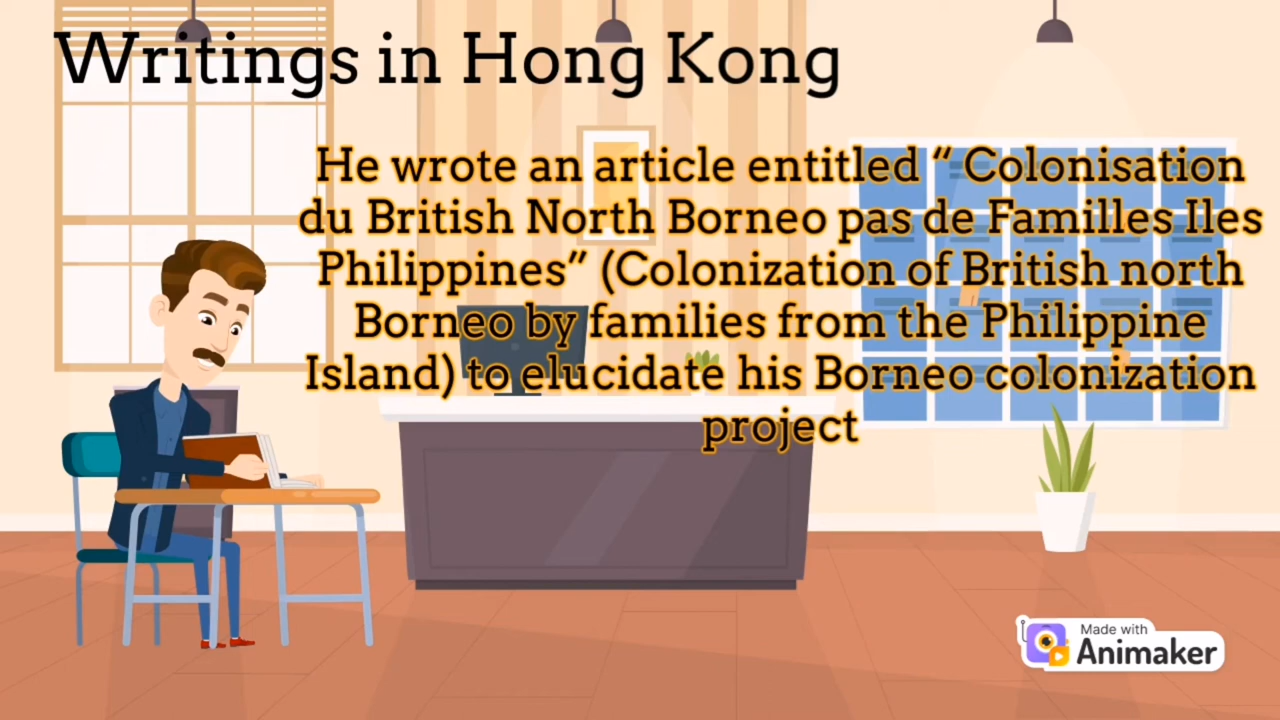 Writings in Hong Kong
He wrote an article entitled “ Colonisation
du British North Borneo pas de Familles Iles
Philippines” (Colonization of British north
Borneo by families from the Philippine
Island) to elucidate his Borneo colonization
project
Made with
Animaker